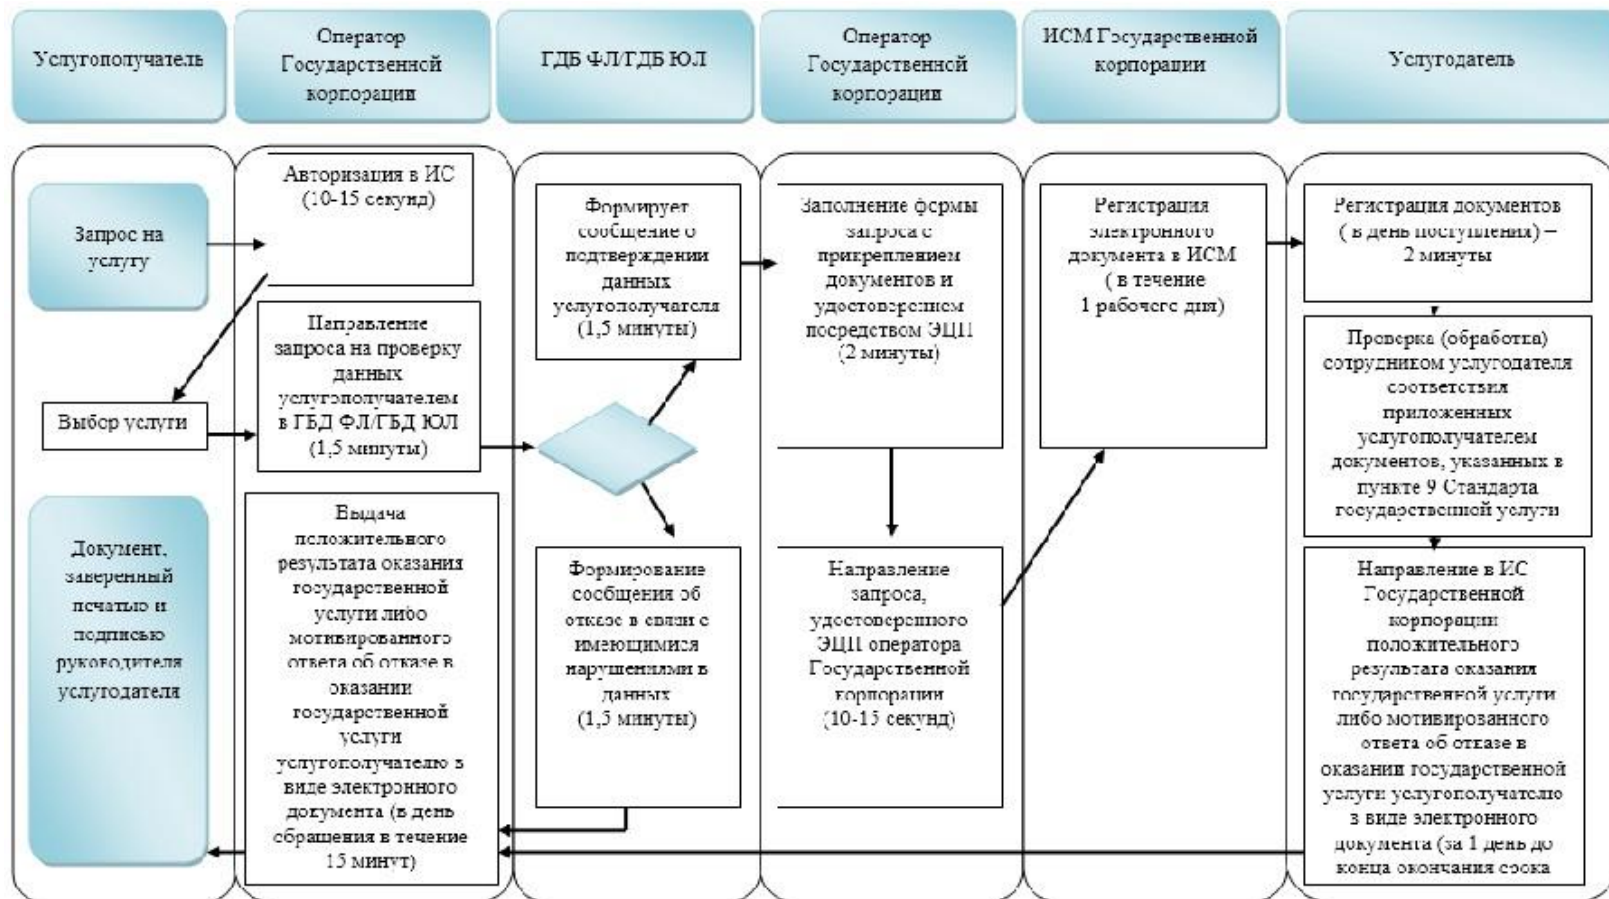 Услугополучатель
Оператор
Государственной
корпорации
ГДБ ФЛ/ГДБ ЮЛ
Оператор
Государственной
корпорации
ИСМ Государственной
корпорации
Услугодатель
Запрос на
услугу
Выбор услуги
Документ,
заверенный
печатью и
подписью
руководителя
услугодателя
Авторизация в ИС
(10-15 секунд)
Направление
запроса на проверку
данных
услугополучателем
в ГБД ФЛ/ГБД ЮЛ
(1,5 минуты)
Выдача
положительного
результата оказания
государственной
услуги либо
мотивированного
ответа об отказе в
оказании
государственной
услуги
услугополучателю в
виде электронного
документа (в день
обращения в течение
15 минут)
Формирует
сообщение о
подтверждении
данных
услугополучателя
(1,5 минуты)
Формирование
сообщения об
отказе в связи с
имеющимися
нарушениями в
данных
(1,5 минуты)
Заполнение формы
запроса с
прикреплением
документов и
удостоверением
посредством ЭЦП
(2 минуты)
Направление
запроса,
удостоверенного
ЭЦП оператора
Государственной
корпорации
(10-15 секунд)
Регистрация
электронного
документа в ИСМ
( в течение
1 рабочего дня)
Регистрация документов
( в день поступления) –
2 минуты
Проверка (обработка)
сотрудником услугодателя
соответствия
приложенных
услугополучателем
документов, указанных в
пункте 9 Стандарта
государственной услуги
Направление в ИС
Государственной
корпорации
положительного
результата оказания
государственной услуги
либо мотивированного
ответа об отказе в
оказании государственной
услуги услугополучателю
в виде электронного
документа (за 1 день до
конца окончания срока